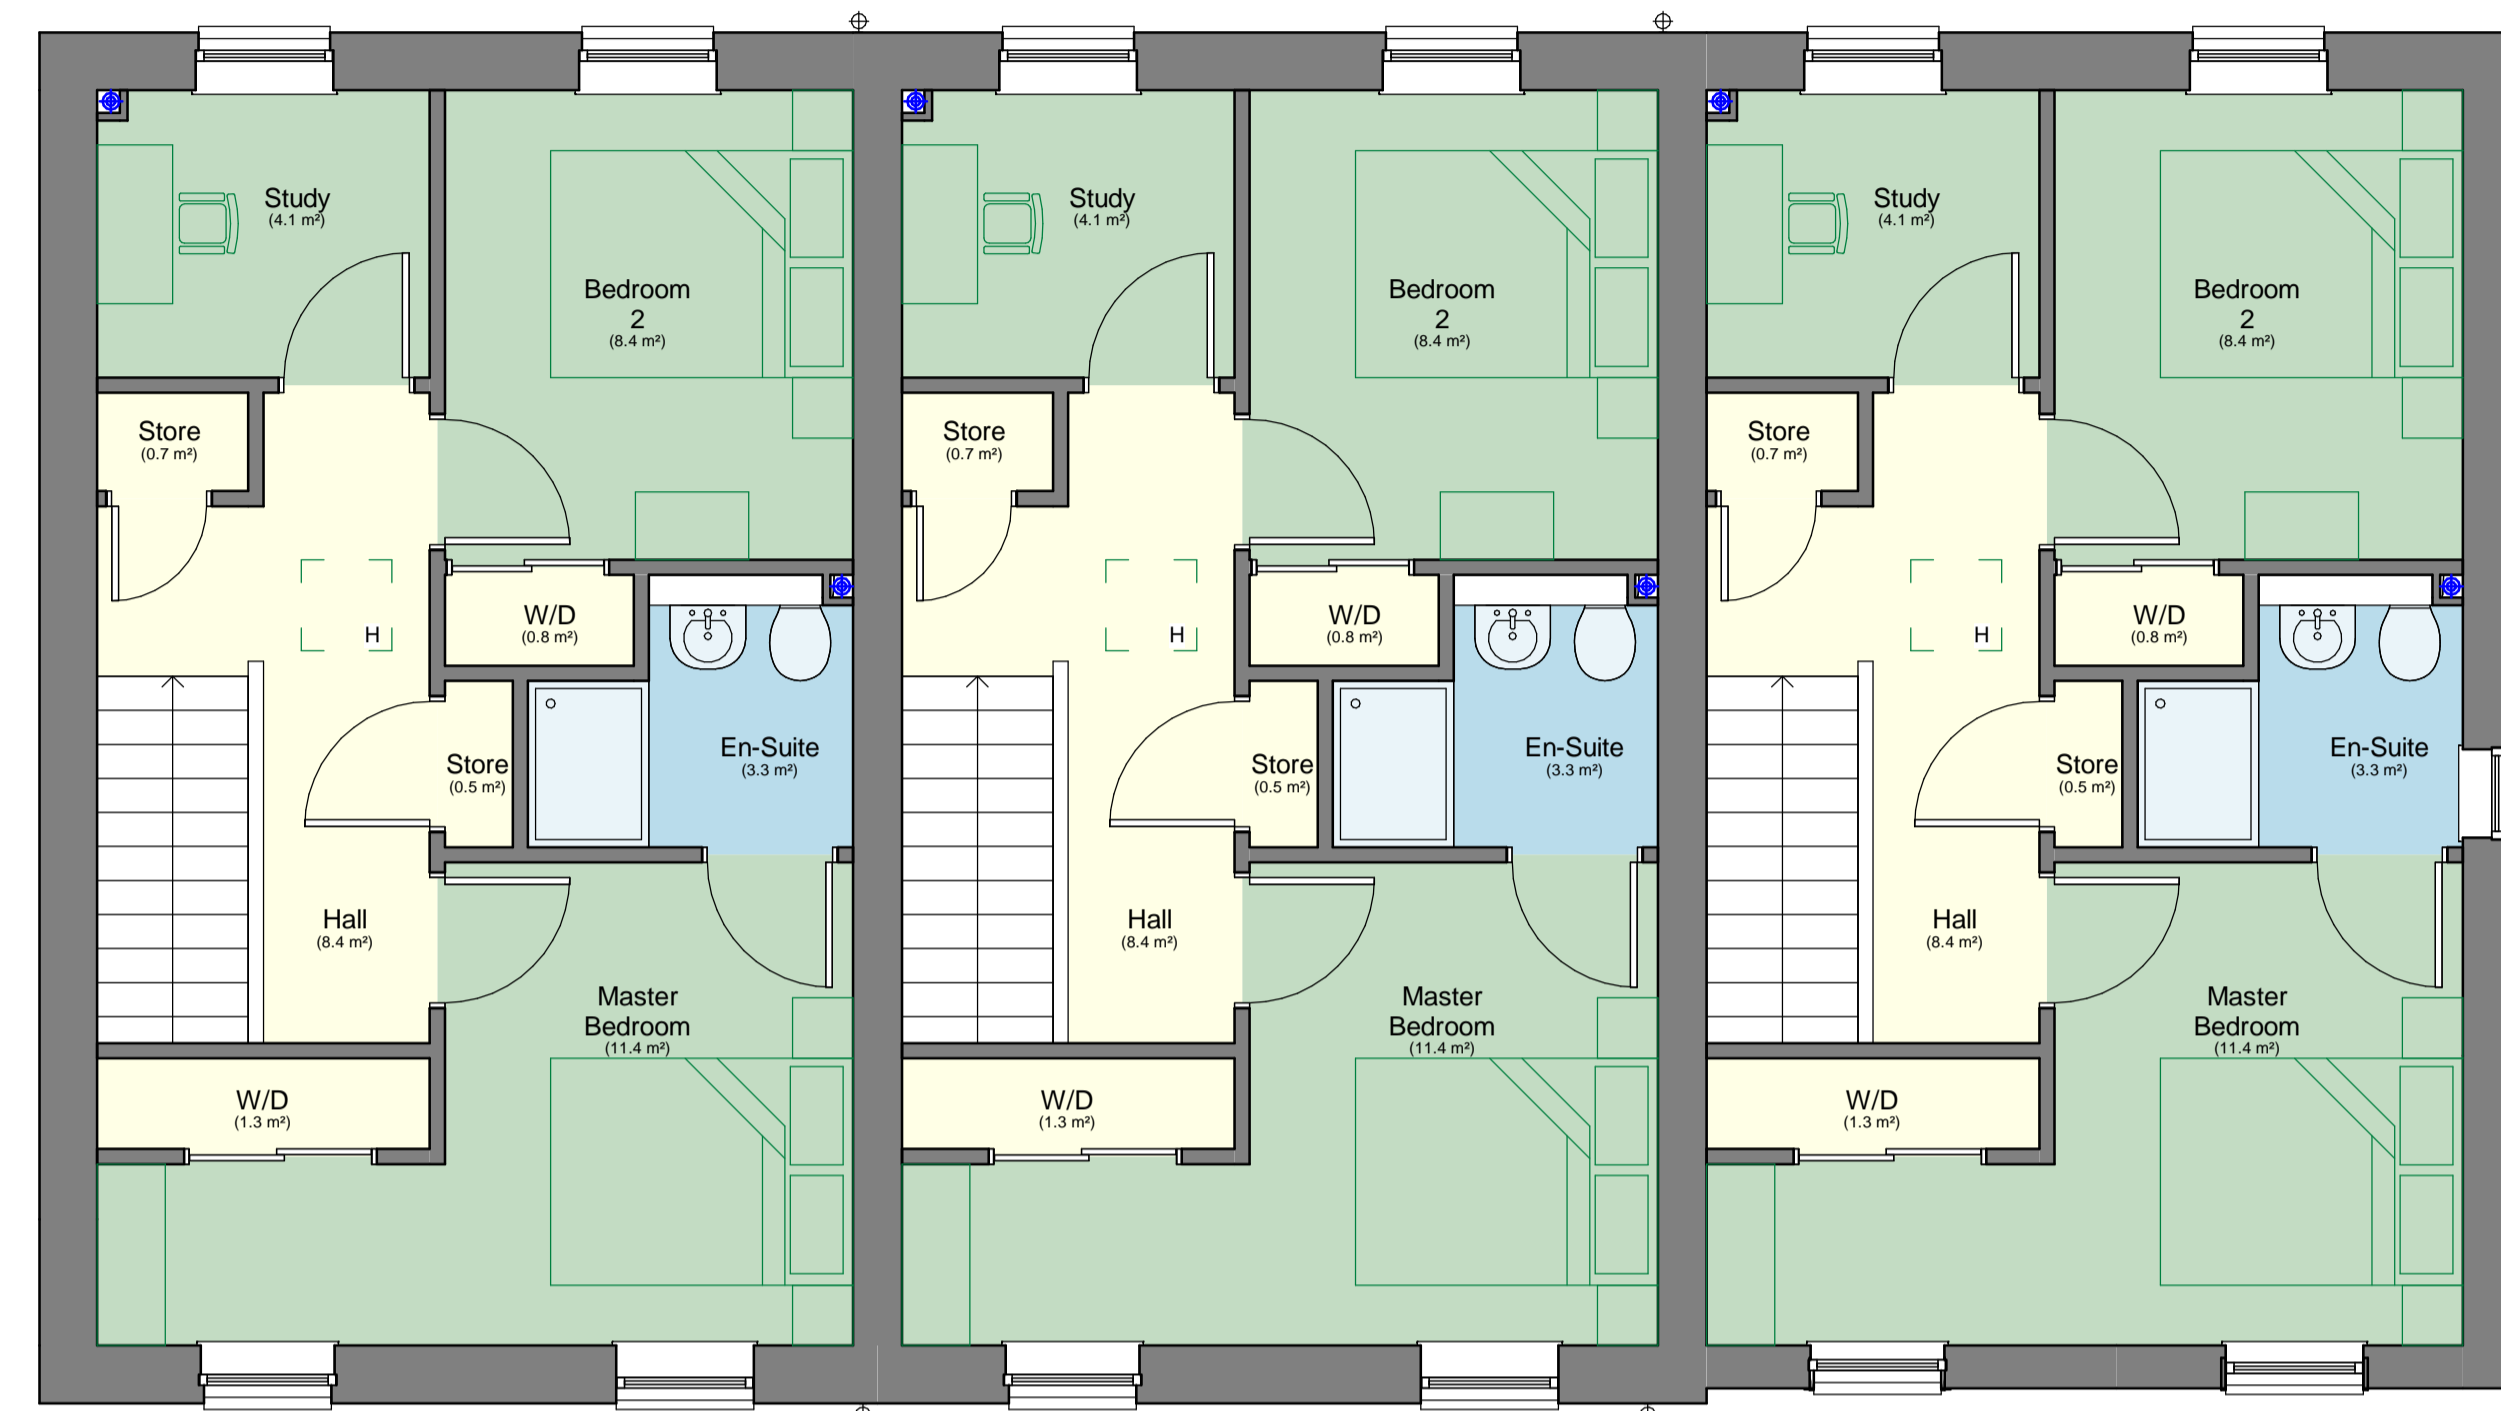 Study
(4.1 m²)
Bedroom
2
(8.4 m²)
Store
(0.7 m²)
W/D
(0.8 m²)
H
En-Suite
(3.3 m²)
Store
(0.5 m²)
Hall
(8.4 m²)
Master
Bedroom
(11.4 m²)
W/D
(1.3 m²)
Study
(4.1 m²)
Bedroom
2
(8.4 m²)
Store
(0.7 m²)
W/D
(0.8 m²)
H
En-Suite
(3.3 m²)
Store
(0.5 m²)
Hall
(8.4 m²)
Master
Bedroom
(11.4 m²)
W/D
(1.3 m²)
Study
(4.1 m²)
Bedroom
2
(8.4 m²)
Store
(0.7 m²)
W/D
(0.8 m²)
H
En-Suite
(3.3 m²)
Store
(0.5 m²)
Hall
(8.4 m²)
Master
Bedroom
(11.4 m²)
W/D
(1.3 m²)